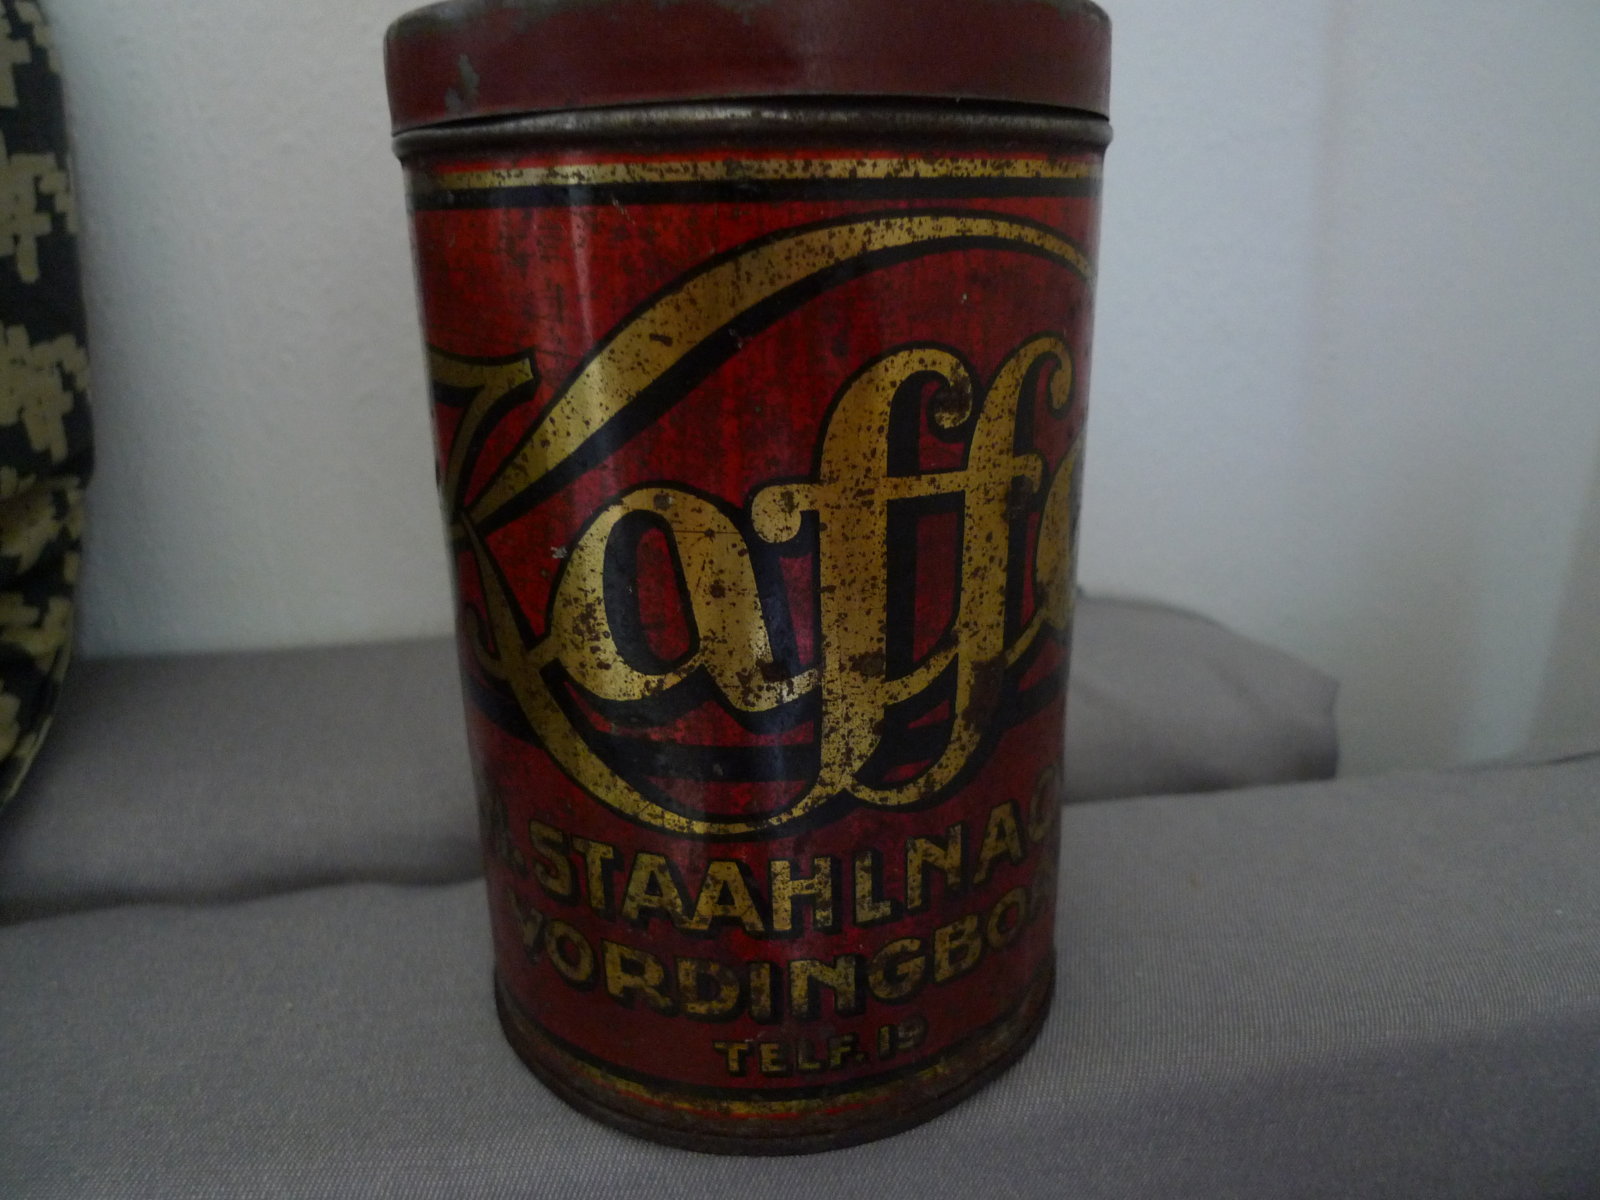 Kaffe
STAAHLNAC
VORDINGBO
TELF. 19